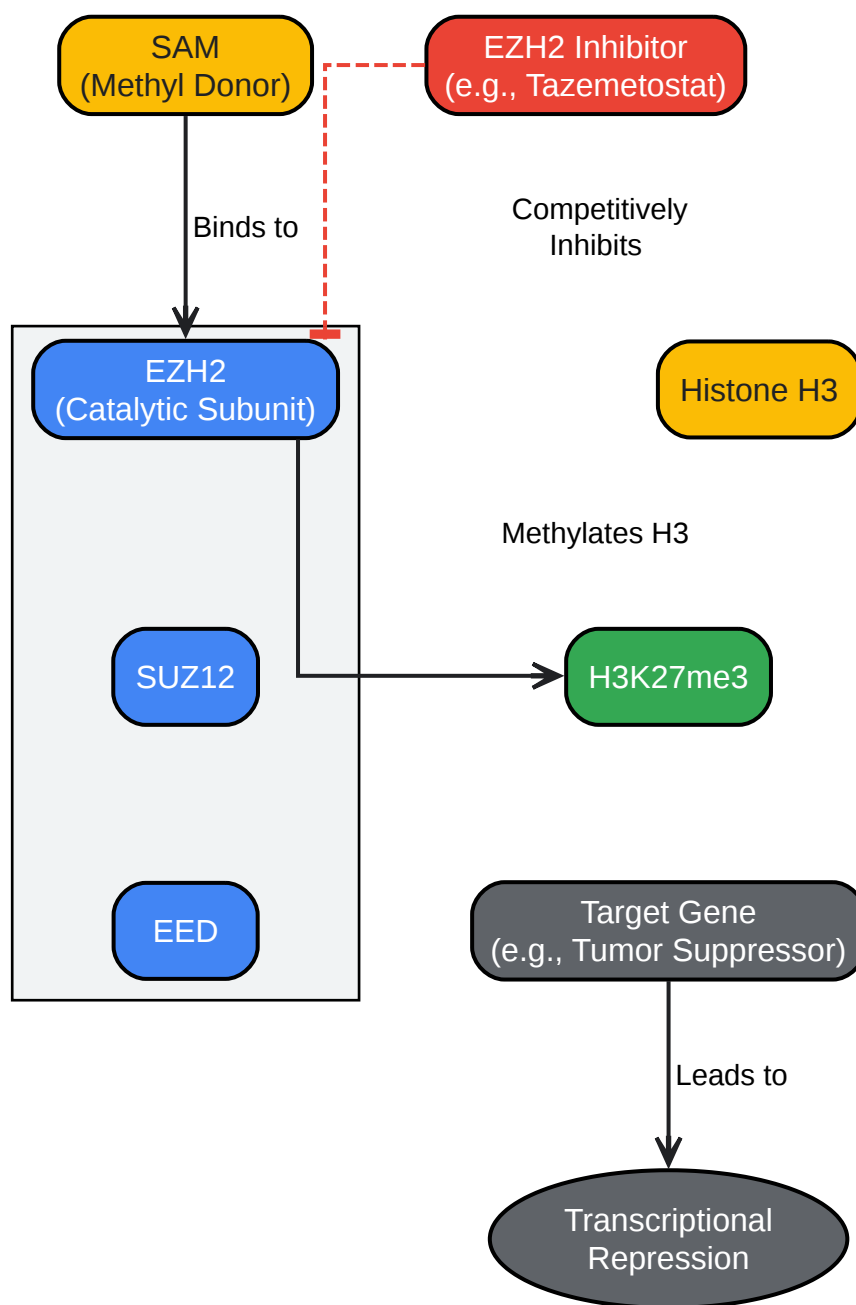 SAM
(Methyl Donor)
EZH2 Inhibitor
(e.g., Tazemetostat)
Binds to
Competitively
Inhibits
EZH2
(Catalytic Subunit)
Histone H3
Methylates H3
SUZ12
H3K27me3
EED
Target Gene
(e.g., Tumor Suppressor)
Leads to
Transcriptional
Repression